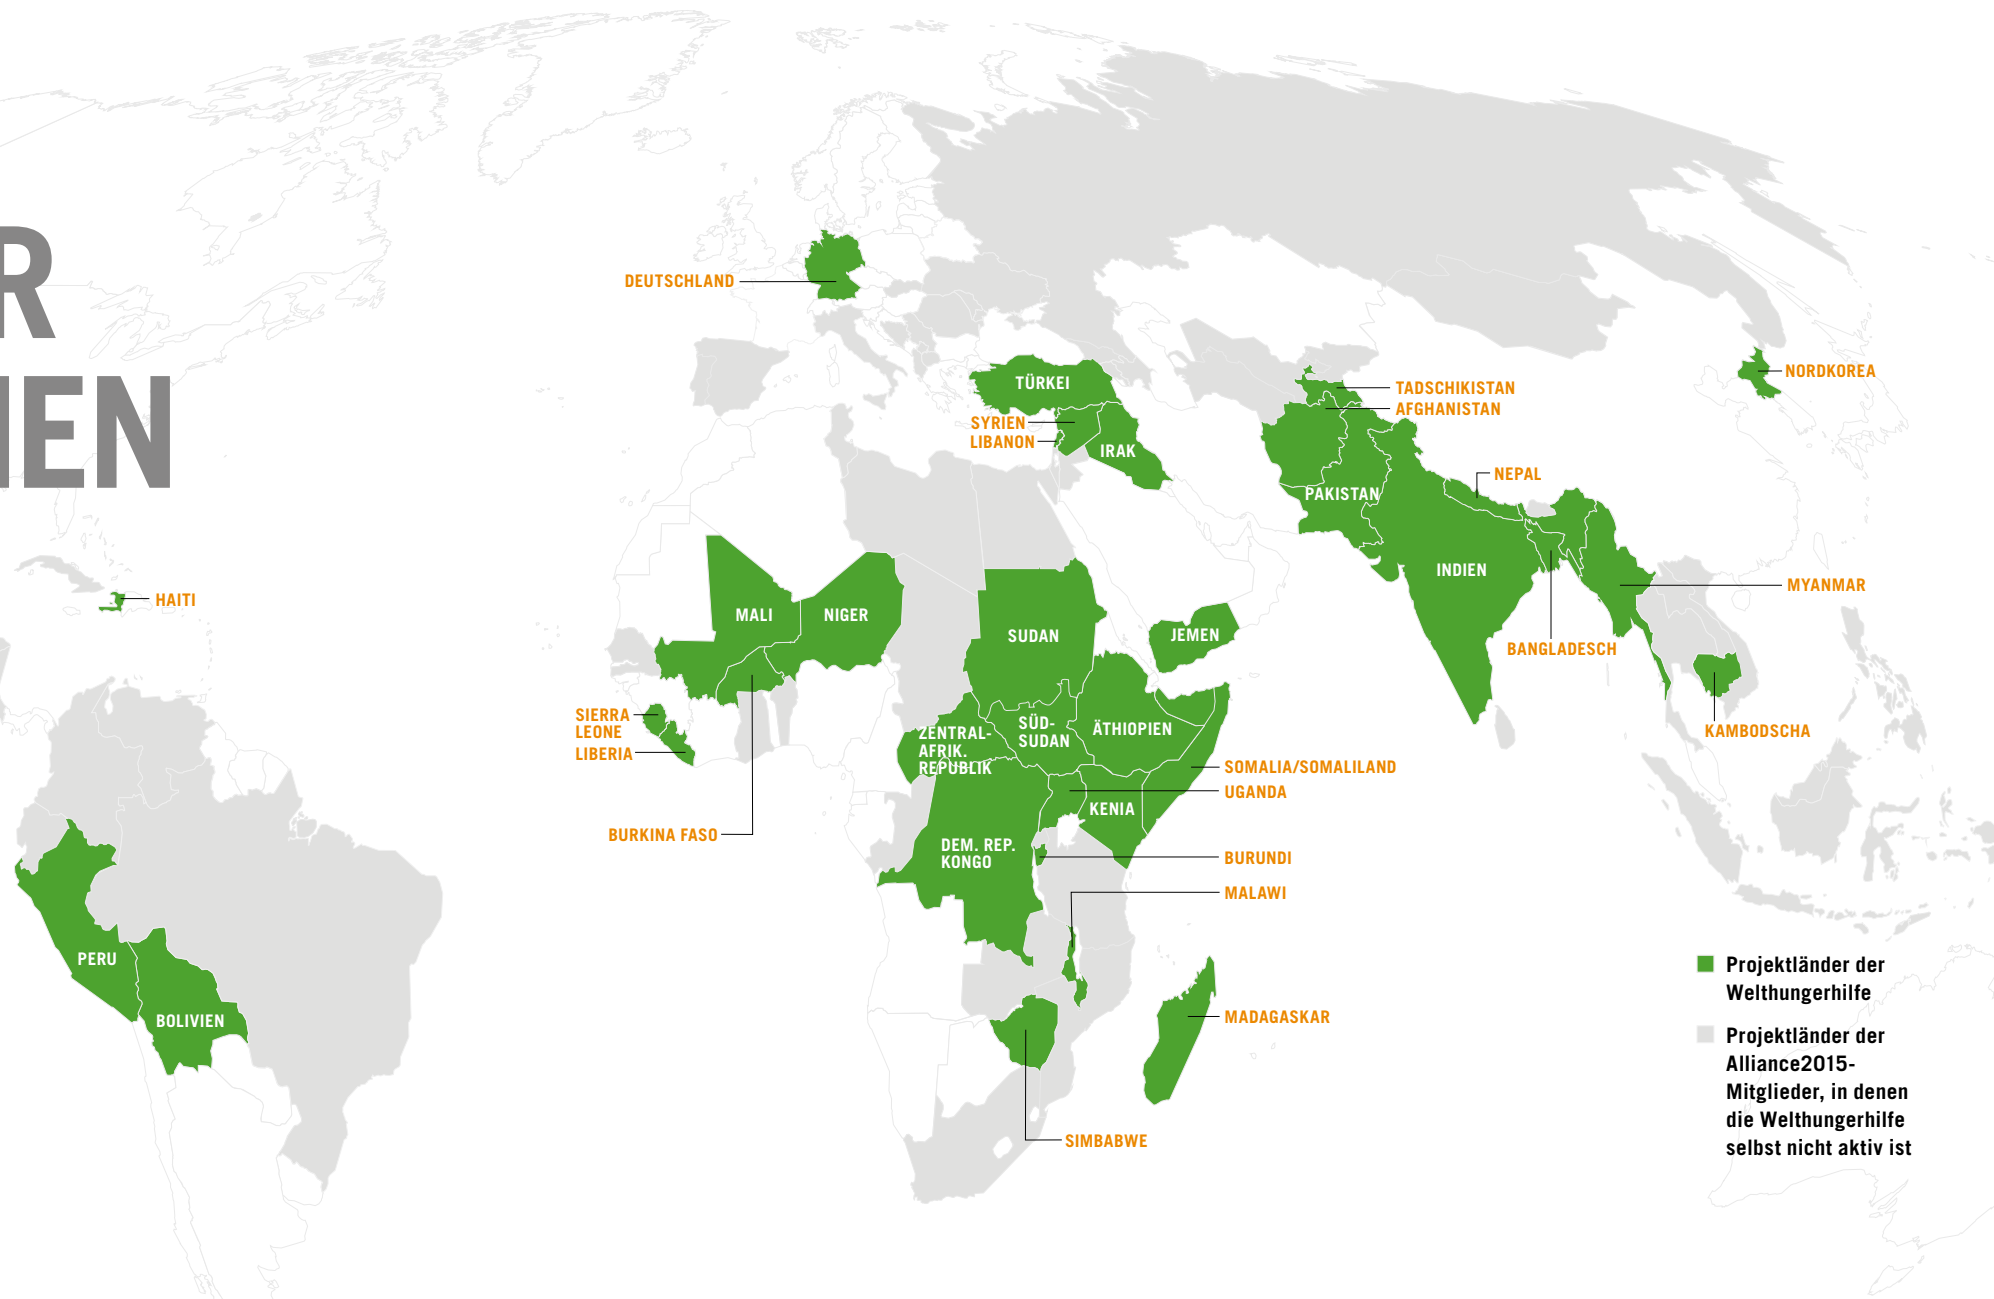 R
IEN
DEUTSCHLAND
TÜRKEI
SYRIEN
LIBANON
IRAK
TADSCHIKISTAN
AFGHANISTAN
NORDKOREA
PAKISTAN
NEPAL
INDIEN
MYANMAR
BANGLADESCH
KAMBODSCHA
HAITI
MALI
NIGER
SUDAN
JEMEN
SIERRA
LEONE
LIBERIA
BURKINA FASO
ZENTRAL-
AFRIK.
REPUBLIK
SÜD-
SUDAN
ÄTHIOPIEN
SOMALIA/SOMALILAND
UGANDA
KENIA
DEM. REP.
KONGO
BURUNDI
MALAWI
PERU
BOLIVIEN
MADAGASKAR
SIMBABWE
Projektländer der
Welthungerhilfe
Projektländer der
Alliance2015-
Mitglieder, in denen
die Welthungerhilfe
selbst nicht aktiv ist